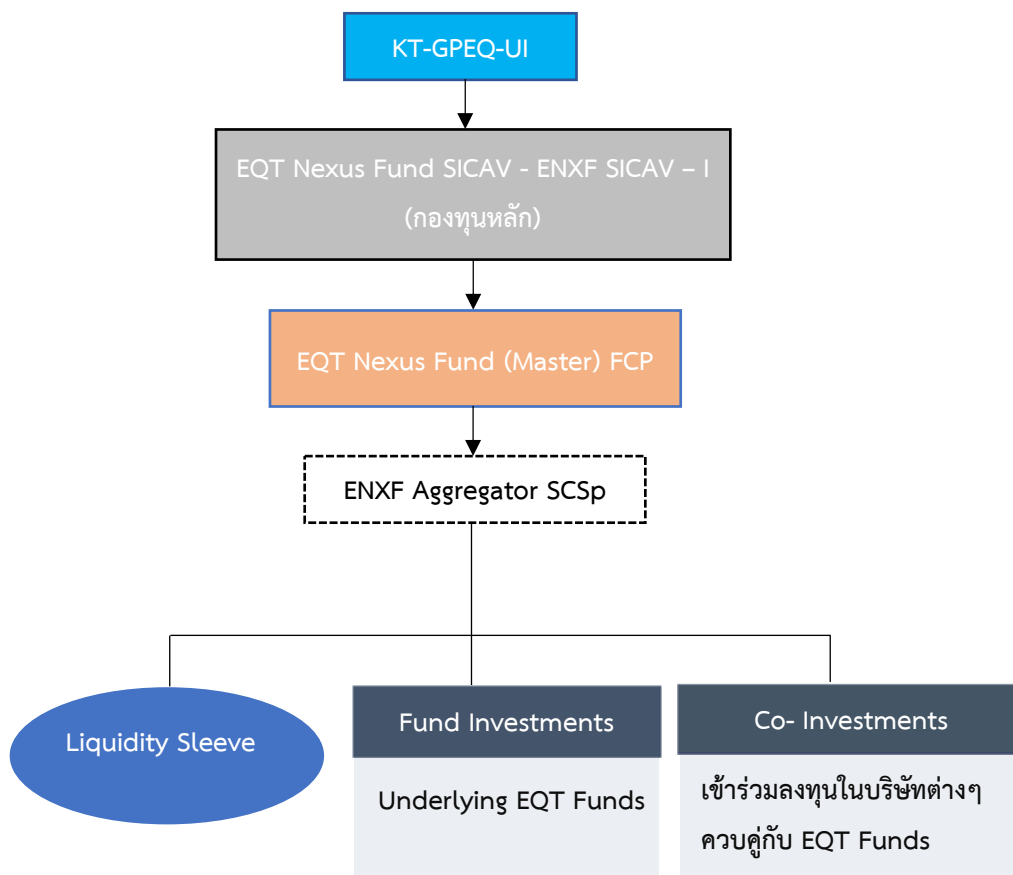 KT-GPEQ-UI
EQT Nexus Fund SICAV - ENXF SICAV – I
(กองทุนหลัก)
EQT Nexus Fund (Master) FCP
ENXF Aggregator SCSp
Liquidity Sleeve
Fund Investments
Underlying EQT Funds
Co- Investments
เข้าร่วมลงทุนในบริษัทต่างๆ
ควบคู่กับ EQT Funds